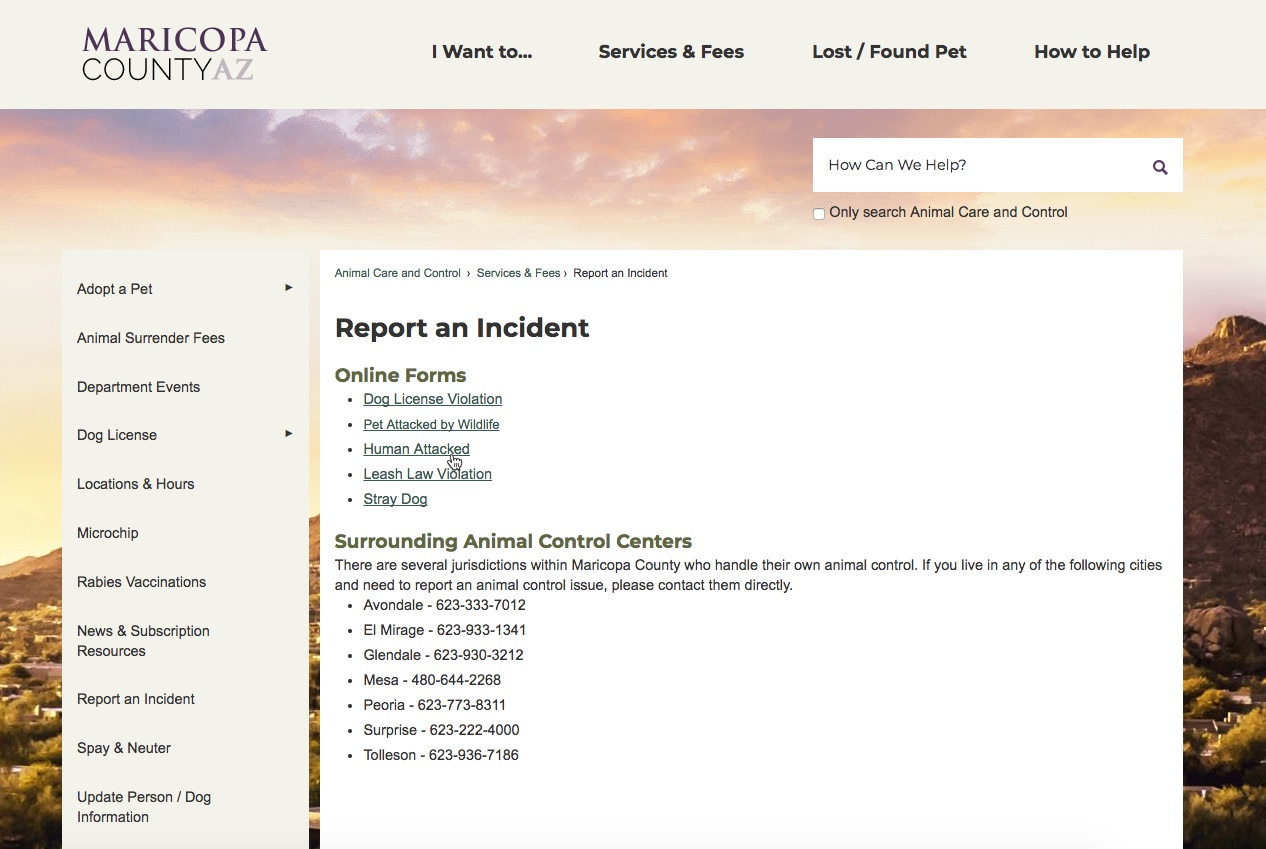 MARICOPA
COUNTYAZ
I Want to...
Services & Fees
Lost / Found Pet
How to Help
How Can We Help?
Only search Animal Care and Control
Adopt a Pet ►
Animal Surrender Fees
Department Events
Dog License ►
Locations & Hours
Microchip
Rabies Vaccinations
News & Subscription
Resources
Report an Incident
Spay & Neuter
Update Person / Dog
Information
Animal Care and Control › Services & Fees › Report an Incident
Report an Incident
Online Forms
• Dog License Violation
• Pet Attacked by Wildlife
• Human Attacked
• Leash Law Violation
• Stray Dog
Surrounding Animal Control Centers
There are several jurisdictions within Maricopa County who handle their own animal control. If you live in any of the following cities
and need to report an animal control issue, please contact them directly.
• Avondale - 623-333-7012
• El Mirage - 623-933-1341
• Glendale - 623-930-3212
• Mesa - 480-644-2268
• Peoria - 623-773-8311
• Surprise - 623-222-4000
• Tolleson - 623-936-7186